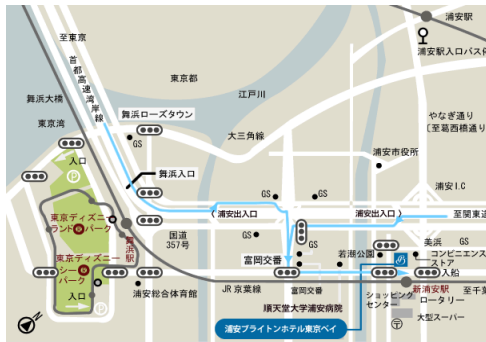 浦安駅
至東京
浦安駅入口バス停
首都高速湾岸線
東京都
舞浜大橋
江戸川
東京湾
舞浜ローズタウン
やなぎ通り
(至葛西橋通り)
大三角線
GS
浦安市役所
入口
P
舞浜入口
浦安I.C
GS
GS
東京ディズニー
ランドパーク
浦安出入口
浦安出入口
至関東道
舞浜駅
国道
357号
GS
GS
美浜
東京ディズニー
シー
パーク
富岡交番
若潮公園
GS
コンビニエンス
ストア
入船
入口
P
浦安総合体育館
JR京葉線
富岡交番
新浦安駅
至千葉
ショッピング
センター
ロータリー
順天堂大学浦安病院
大型スーパー
浦安ブライトンホテル東京ベイ